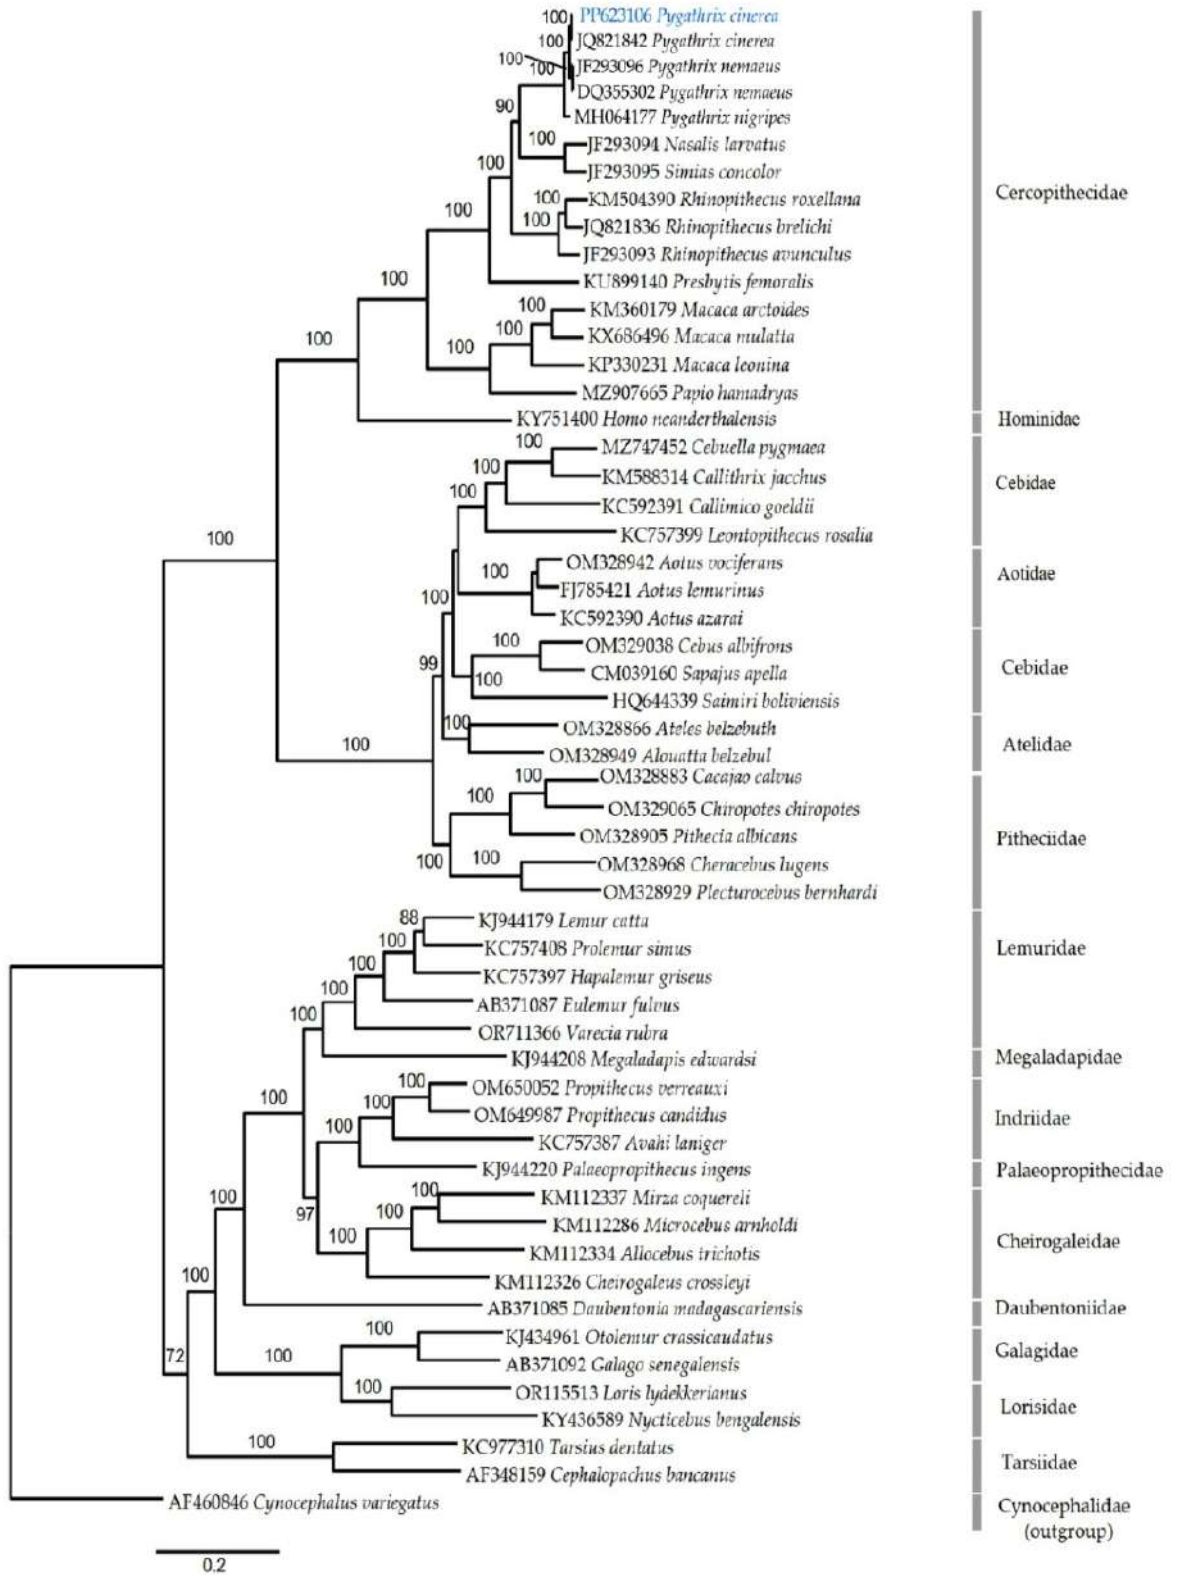 100 PP623106 Pygathrix cinerea
100 JQ821842 Pygathrix cinerea
100 100 JF293096 Pygathrix nemaeus
DQ355302 Pygathrix nemaeus
90
MH064177 Pygathrix nigripes
100 JF293094 Nasalis larvatus
100
JF293095 Simias concolor
Cercopithecidae
100 KM504390 Rhinopithecus roxellana
100
100 JQ821836 Rhinopithecus brelichi
JF293093 Rhinopithecus avunculus
100
KU899140 Presbytis femoralis
100 KM360179 Macaca arctoides
100
100 KX686496 Macaca mulatta
100
KP330231 Macaca leonina
MZ907665 Papio hamadryas
KY751400 Homo neanderthalensis
Hominidae
100 MZ747452 Cebuella pygmaea
100
KM588314 Callithrix jacchus
Cebidae
100
KC592391 Callimico goeldii
KC757399 Leontopithecus rosalia
100
OM328942 Aotus vociferans
100
Aotidae
FJ785421 Aotus lemurinus
100
KC592390 Aotus azarai
100 OM329038 Cebus albifrons
99
Cebidae
100 CM039160 Sapajus apella
HQ644339 Saimiri boliviensis
100 OM328866 Ateles belzebuth
100
Atelidae
OM328949 Alouatta belzebul
100 OM328883 Cacajao calvus
100
OM329065 Chiropotes chiropotes
OM328905 Pithecia albicans
Pitheciidae
100 100 OM328968 Cheracebus lugens
OM328929 Plecturocebus bernhardi
88 KJ944179 Lemur catta
100
KC757408 Prolemur simus
Lemuridae
100
KC757397 Hapalemur griseus
100
AB371087 Eulemur fulvus
100
OR711366 Varecia rubra
KJ944208 Megaladapis edwardsi
Megaladapidae
100 OM650052 Propithecus verreauxi
100 100
OM649987 Propithecus candidus
Indriidae
100
KC757387 Avahi laniger
KJ944220 Palaeopropithecus ingens
Palaeopropithecidae
100 KM112337 Mirza coquereli
100
97 100 KM112286 Microcebus arnholdi
100
Cheirogaleidae
KM112334 Allocebus trichotis
100
KM112326 Cheirogaleus crossleyi
AB371085 Daubentonia madagascariensis
Daubentoniidae
100 KJ434961 Otolemur crassicaudatus
72 100
Galagidae
AB371092 Galago senegalensis
100 OR115513 Loris lydekkerianus
Lorisidae
KY436589 Nycticebus bengalensis
100 KC977310 Tarsius dentatus
Tarsiidae
AF348159 Cephalopachus bancanus
AF460846 Cynocephalus variegatus
Cynocephalidae
(outgroup)
0.2